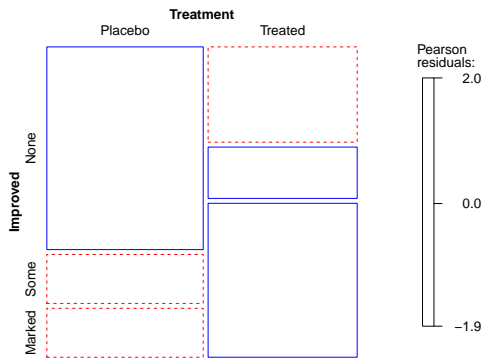 Treatment
Placebo
Treated
Improved
None
Some
Marked
Pearson
residuals:
2.0
0.0
−1.9